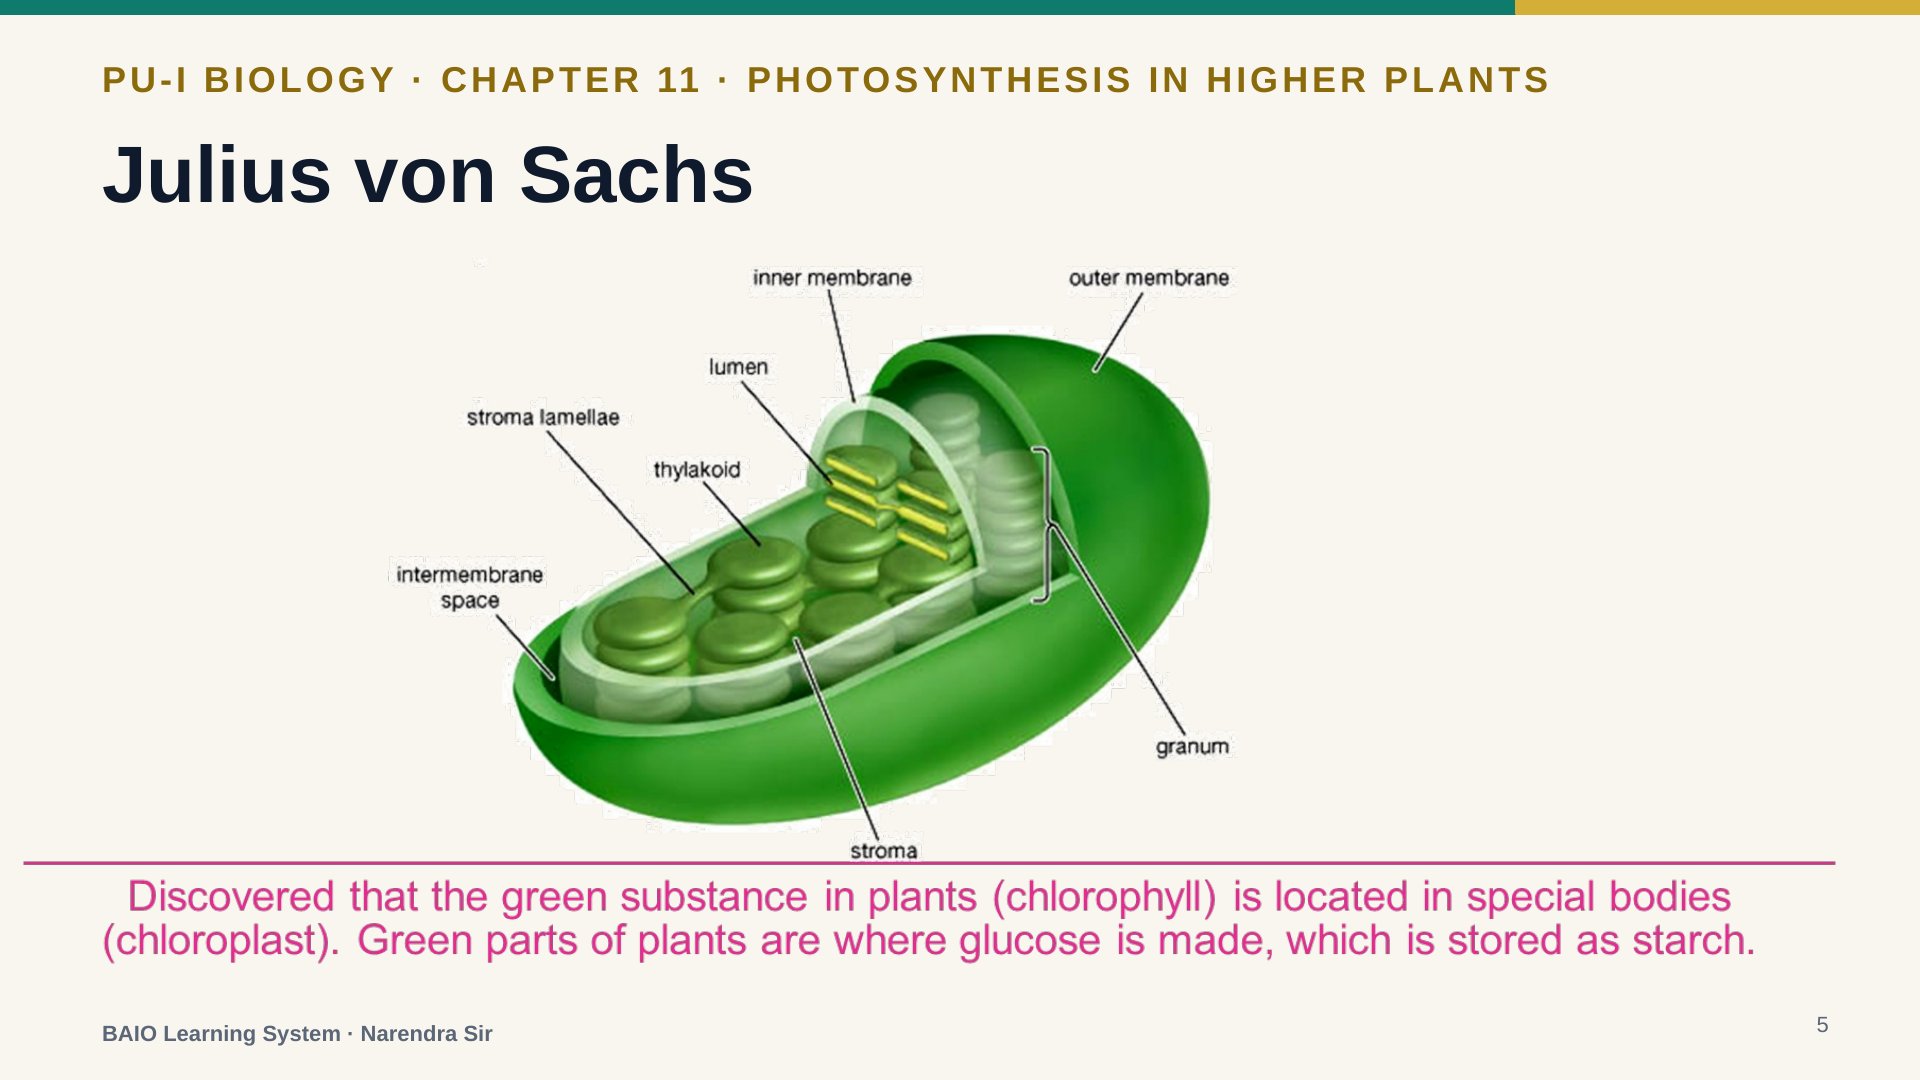 PU-I BIOLOGY · CHAPTER 11 · PHOTOSYNTHESIS IN HIGHER PLANTS
Julius von Sachs
inner membrane
outer membrane
lumen
stroma lamellae
thylakoid
intermembrane
space
granum
stroma
Discovered that the green substance in plants (chlorophyll) is located in special bodies
(chloroplast). Green parts of plants are where glucose is made, which is stored as starch.
BAIO Learning System · Narendra Sir
5